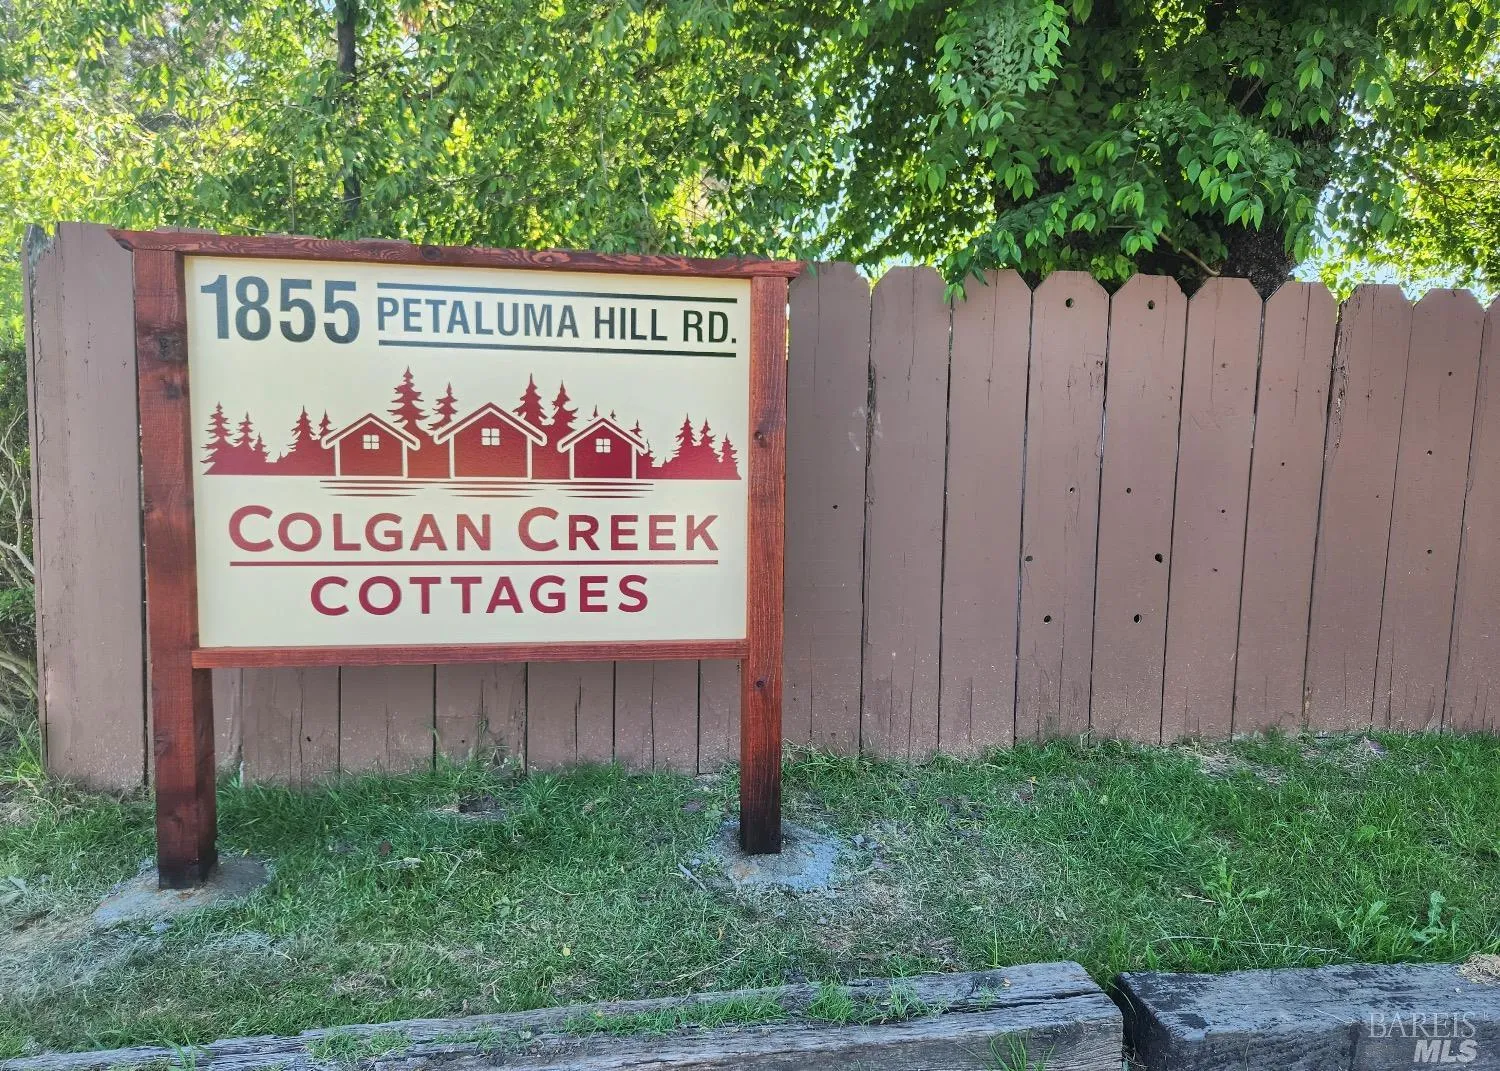 1855 PETALUMA HILL RD.
COLGAN CREEK
COTTAGES
BAREIS
MLS